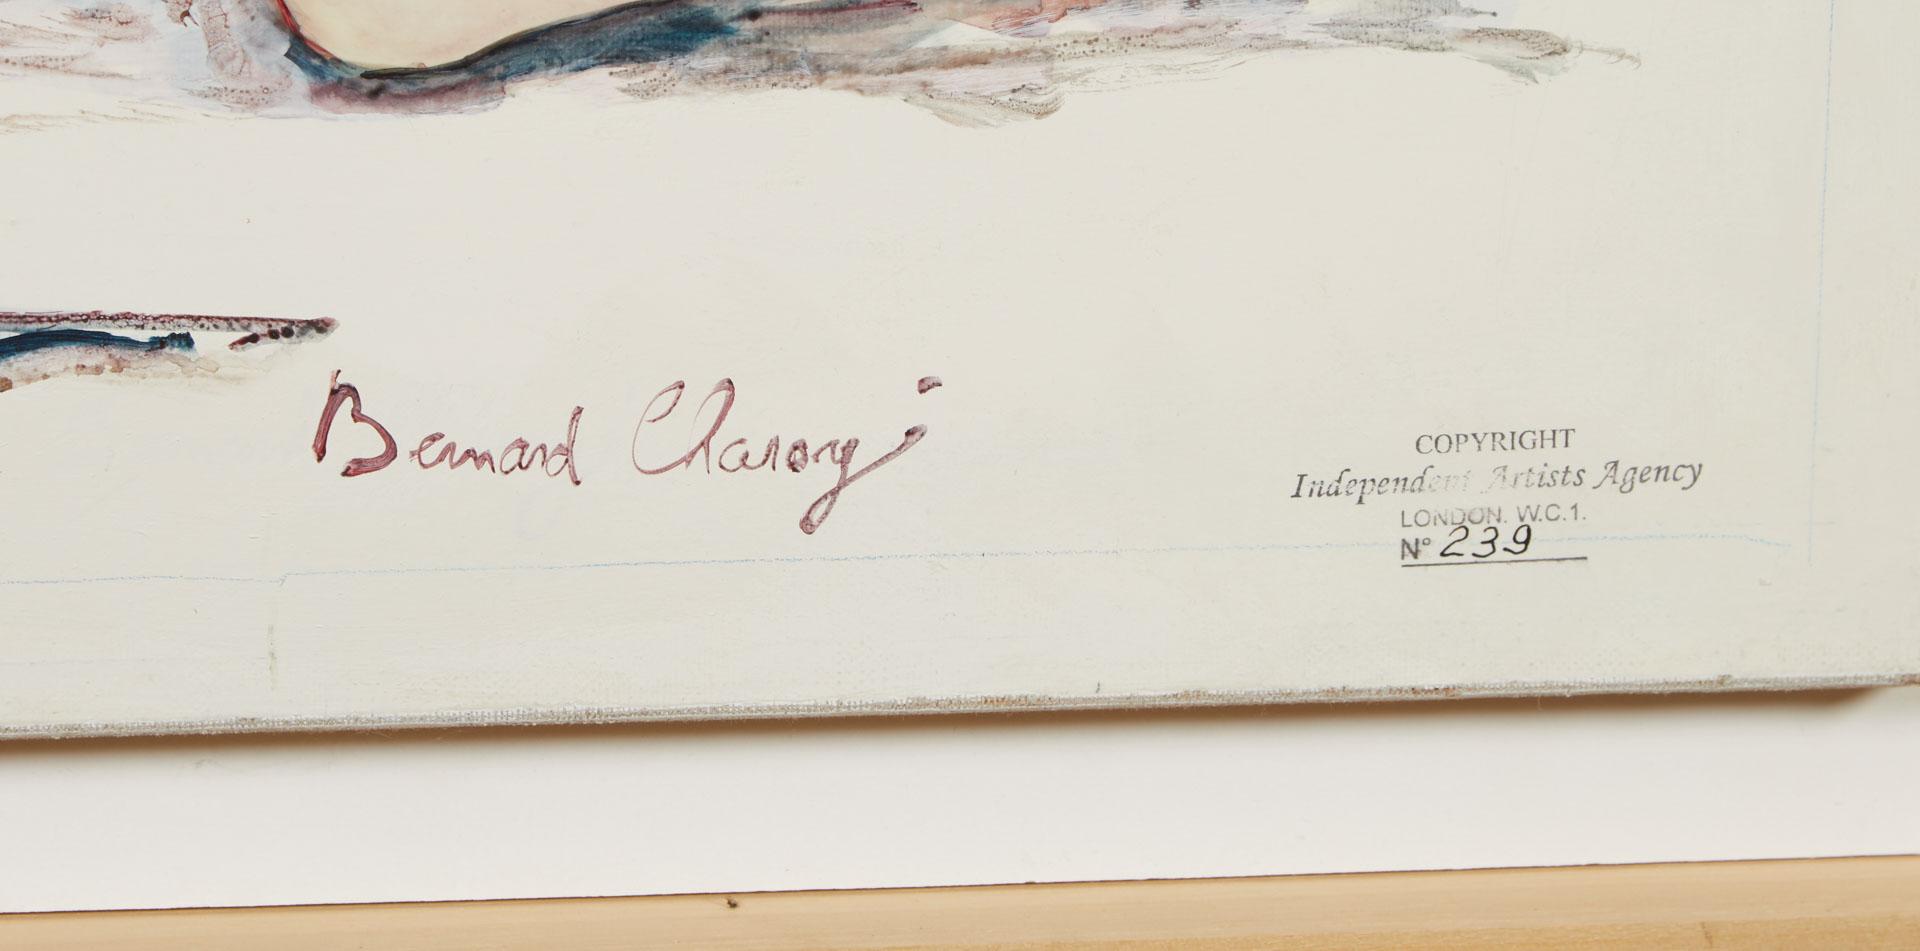 Bernard Charoy
COPYRIGHT
Independent Artists Agency
LONDON. W.C.1.
N° 239